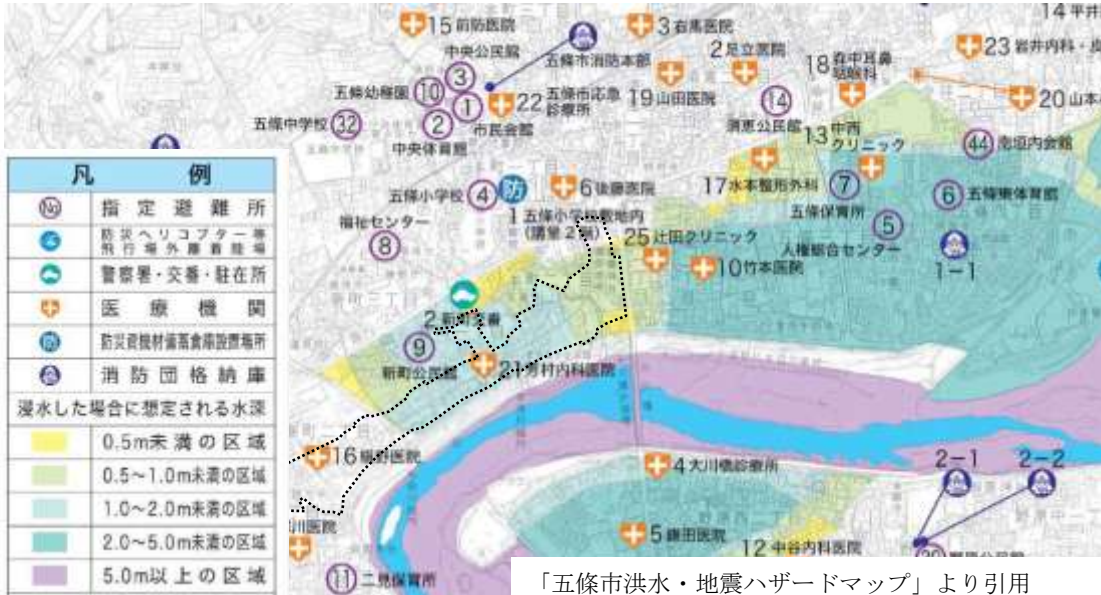 15 前防医院
3 右馬医院
14 平井
中央公民館
五條市消防本部
2 足立医院
23 岩井内科・皮
③
18 森中耳鼻咽喉科
五條幼稚園 ⑩
①
22 五條市応急診療所
19 山田医院
⑭
20 山本
五條中学校 ㉜
②
市民会館
須恵公民館
13 中西クリニック
㊹ 南垣内会館
中央体育館
凡例
17 水本整形外科
⑦
五條小学校 ④
防
6 後藤医院
⑥ 五條東体育館
No
指定避難所
1 五條小学校敷地内
(講堂2階)
五條保育所
福祉センター
⑤
防災ヘリコプター等
飛行場外離着陸場
⑧
25 辻田クリニック
人権総合センター
10 竹本医院
1-1
警察署・交番・駐在所
医療機関
2 新町交番
防災資機材備蓄倉庫設置場所
⑨
新町公民館
21 芳村内科医院
消防団格納庫
浸水した場合に想定される水深
0.5m未満の区域
16
4 大川橋診療所
2-1
2-2
0.5～1.0m未満の区域
1.0～2.0m未満の区域
川医院
5 鎌田医院
2.0～5.0m未満の区域
12 中谷内科医院
5.0m以上の区域
⑪ 二見保育所
「五條市洪水・地震ハザードマップ」より引用